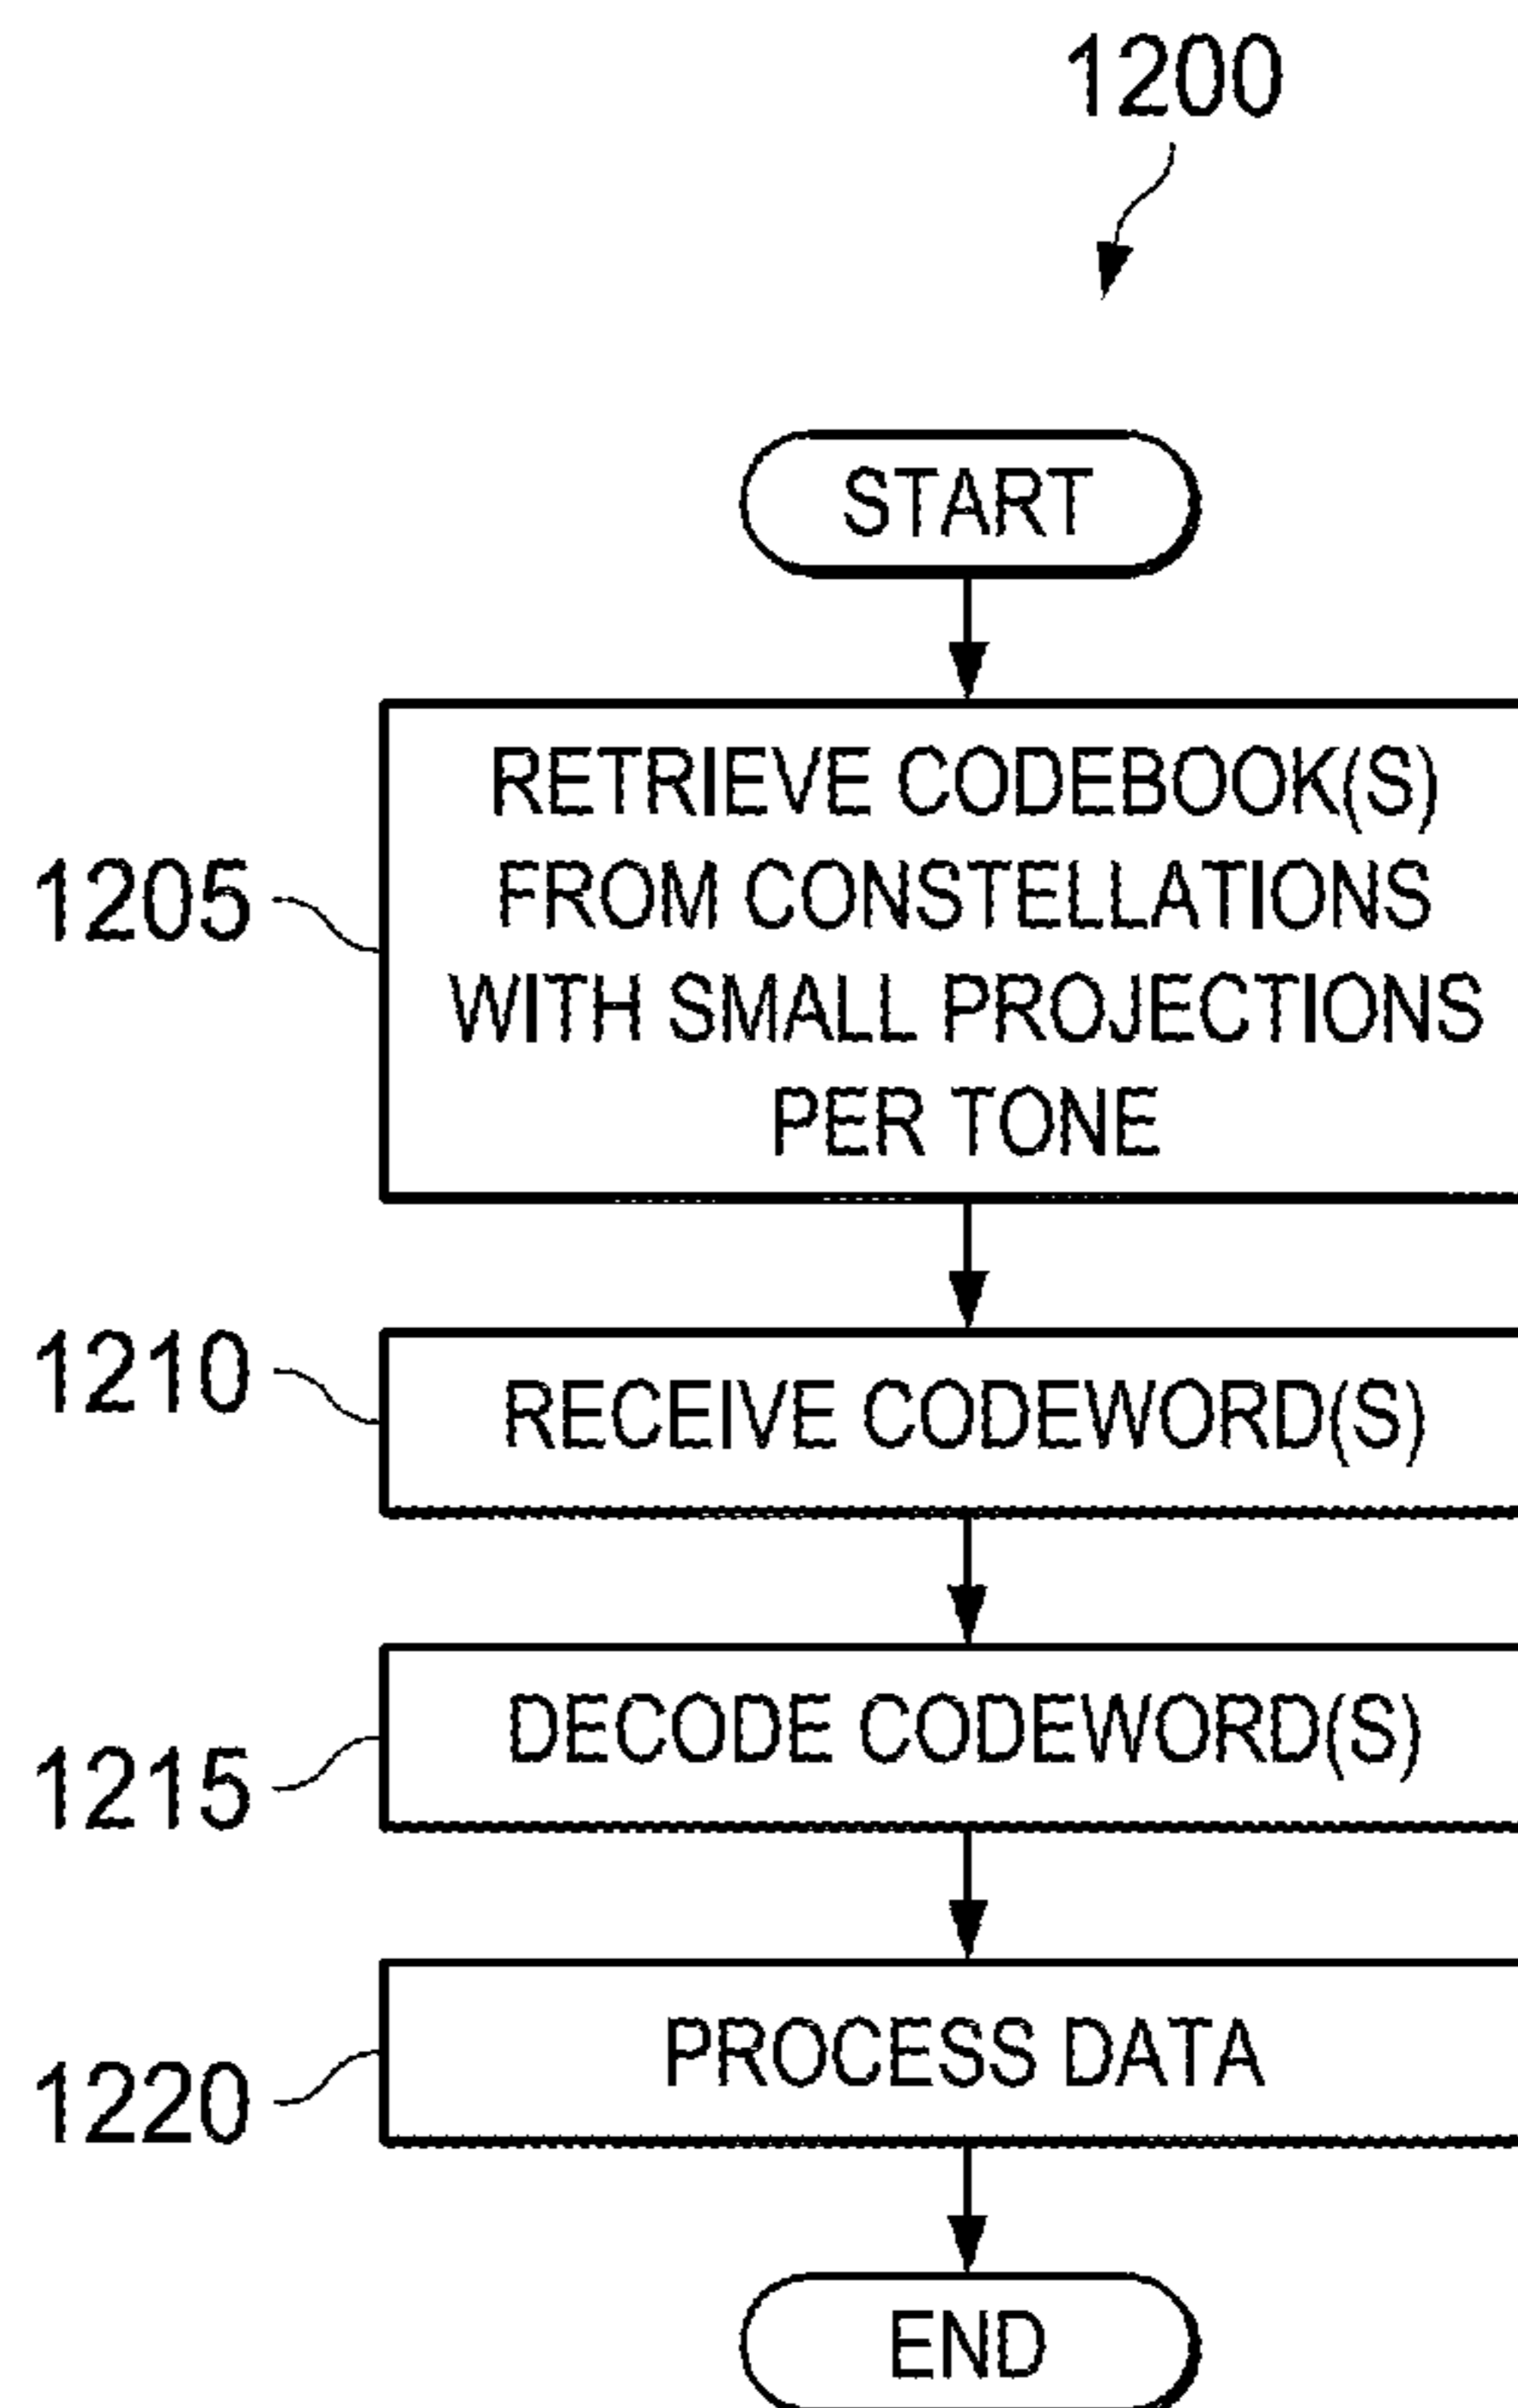 1200
START
1205
RETRIEVE CODEBOOK(S)
FROM CONSTELLATIONS
WITH SMALL PROJECTIONS
PER TONE
1210
RECEIVE CODEWORD(S)
1215
DECODE CODEWORD(S)
1220
PROCESS DATA
END